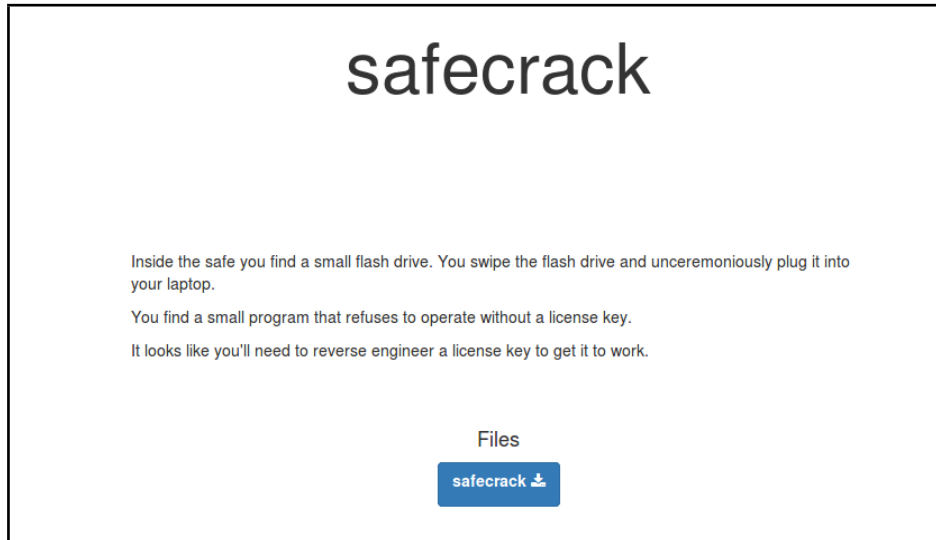 safecrack
Inside the safe you find a small flash drive. You swipe the flash drive and unceremoniously plug it into
your laptop.
You find a small program that refuses to operate without a license key.
It looks like you'll need to reverse engineer a license key to get it to work.
Files
safecrack